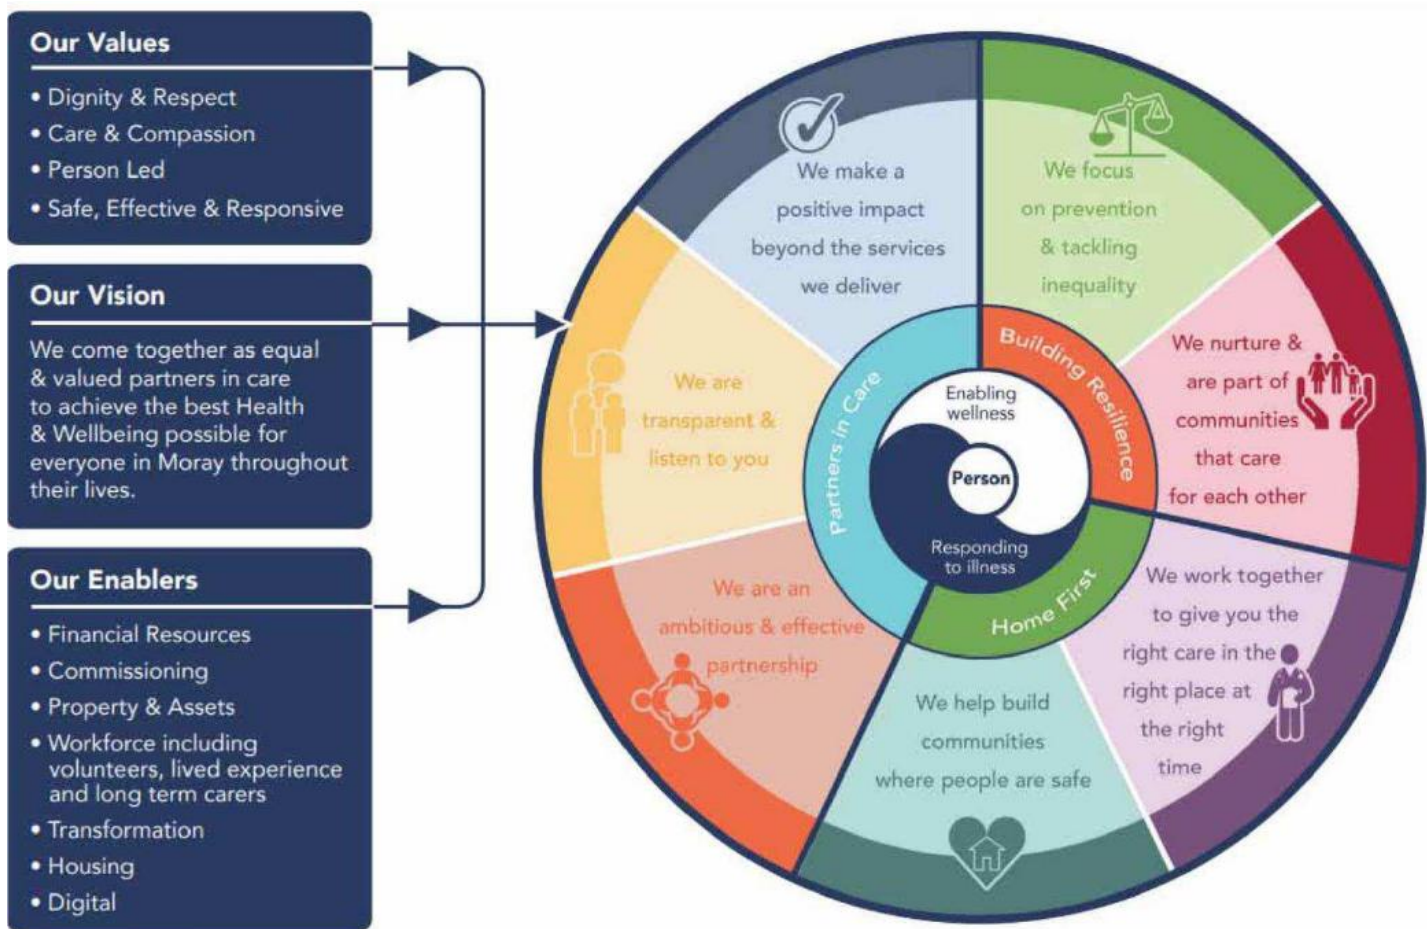 Our Values
• Dignity & Respect
• Care & Compassion
• Person Led
• Safe, Effective & Responsive
Our Vision
We come together as equal
& valued partners in care
to achieve the best Health
& Wellbeing possible for
everyone in Moray throughout
their lives.
Our Enablers
• Financial Resources
• Commissioning
• Property & Assets
• Workforce including
volunteers, lived experience
and long term carers
• Transformation
• Housing
• Digital
We make a
positive impact
beyond the services
we deliver
We focus
on prevention
& tackling
inequality
We nurture &
are part of
communities
that care
for each other
We work together
to give you the
right care in the
right place at
the right
time
We help build
communities
where people are safe
We are an
ambitious & effective
partnership
We are
transparent &
listen to you
Partners in Care
Building Resilience
Home First
Enabling
wellness
Person
Responding
to illness